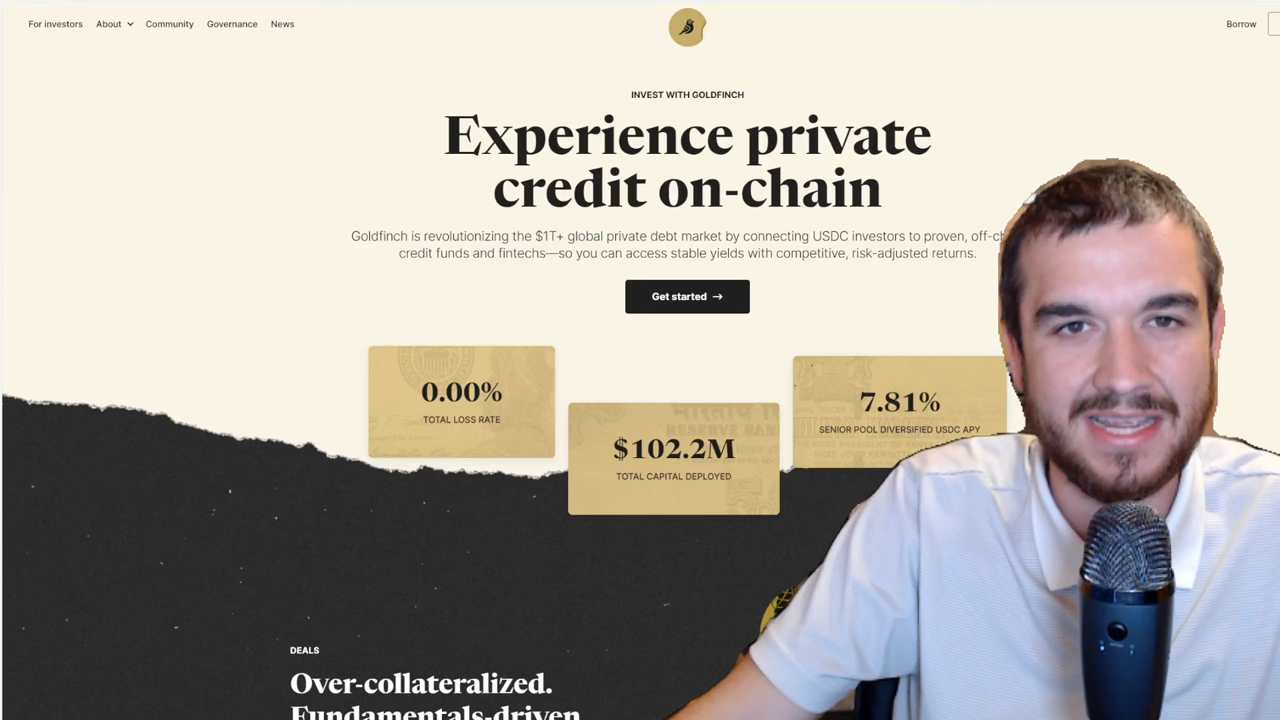 For investors About Community Governance News Borrow
INVEST WITH GOLDFINCH
Experience private
credit on-chain
Goldfinch is revolutionizing the $1T+ global private debt market by connecting USDC investors to proven, off-ch
credit funds and fintechs—so you can access stable yields with competitive, risk-adjusted returns.
Get started →
0.00%
TOTAL LOSS RATE
$102.2M
TOTAL CAPITAL DEPLOYED
7.81%
SENIOR POOL DIVERSIFIED USDC APY
DEALS
Over-collateralized.
Fundamentals-driven